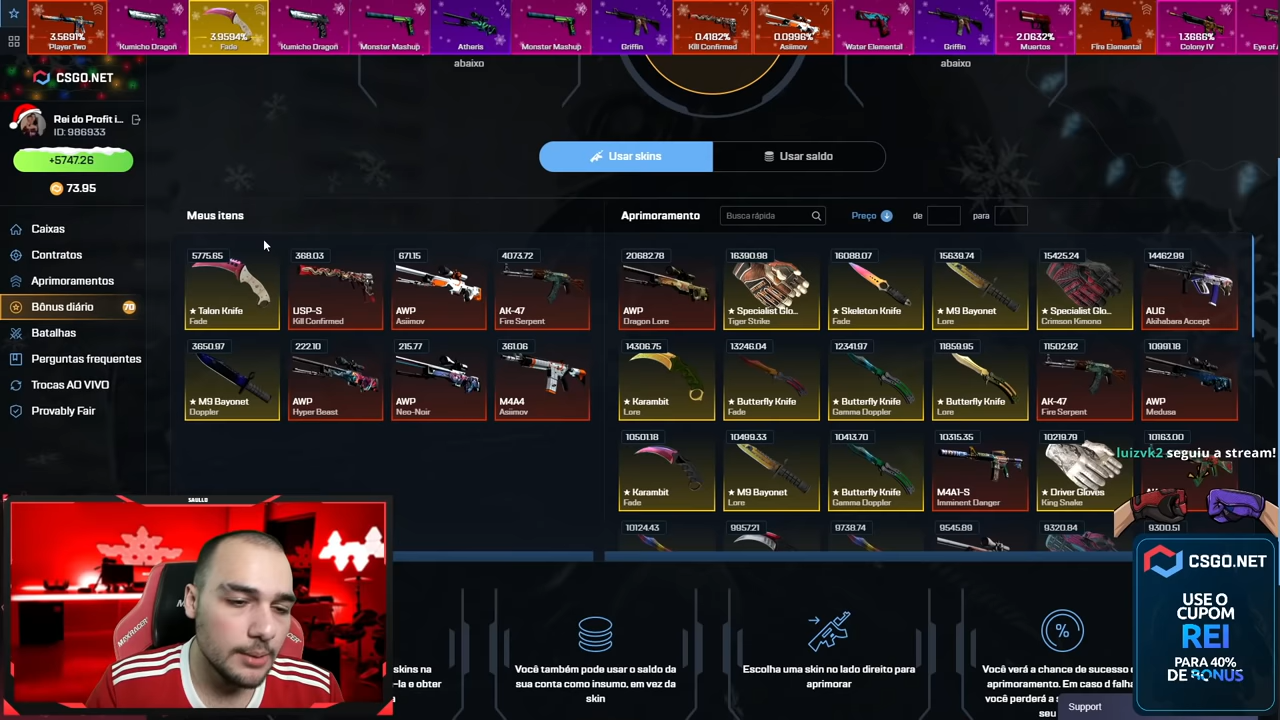 3.5691%
Player Two
Kumicho Dragon
3.9594%
Fade
Kumicho Dragon
Monster Mashup
Atheris
Monster Mashup
Griffin
0.4182%
Kill Confirmed
0.0996%
Asiimov
Water Elemental
Griffin
2.0632%
Muertos
Fire Elemental
1.3666%
Colony IV
Eye of
CSGO.NET
Rei do Profit i...
ID: 986933
+5747.26
73.95
Caixas
Contratos
Aprimoramentos
Bônus diário
70
Batalhas
Perguntas frequentes
Trocas AO VIVO
Provably Fair
abaixo
abaixo
Usar skins
Usar saldo
Meus itens
Aprimoramento
Busca rápida
Preço
de
para
5775.65
★ Talon Knife
Fade
368.03
USP-S
Kill Confirmed
671.15
AWP
Asiimov
4073.72
AK-47
Fire Serpent
3650.97
★ M9 Bayonet
Doppler
222.10
AWP
Hyper Beast
215.77
AWP
Neo-Noir
361.06
M4A4
Asiimov
20682.78
AWP
Dragon Lore
16390.98
★ Specialist Glo...
Tiger Strike
16088.07
★ Skeleton Knife
Fade
15639.74
★ M9 Bayonet
Lore
15425.24
★ Specialist Glo...
Crimson Kimono
14462.99
AUG
Akihabara Accept
14306.75
★ Karambit
Lore
13246.04
★ Butterfly Knife
Fade
12341.97
★ Butterfly Knife
Gamma Doppler
11859.95
★ Butterfly Knife
Lore
11502.92
AK-47
Fire Serpent
10991.18
AWP
Medusa
10501.18
★ Karambit
Fade
10499.33
★ M9 Bayonet
Lore
10413.70
★ Butterfly Knife
Gamma Doppler
10315.35
M4A1-S
Imminent Danger
10219.79
★ Driver Gloves
King Snake
10163.00
luizvk2 seguiu a stream!
10124.43
9957.21
9738.74
9545.89
9320.84
9300.51
SAULLO
MAXRACER
MAXRACER
skins na
-la e obter
a
Você também pode usar o saldo da
sua conta como insumo, em vez da
skin
Escolha uma skin no lado direito para
aprimorar
Você verá a chance de sucesso
aprimoramento. Em caso d falha
você perderá a s
seu
Support
CSGO.NET
USE O
CUPOM
REI
PARA 40%
DE BONUS